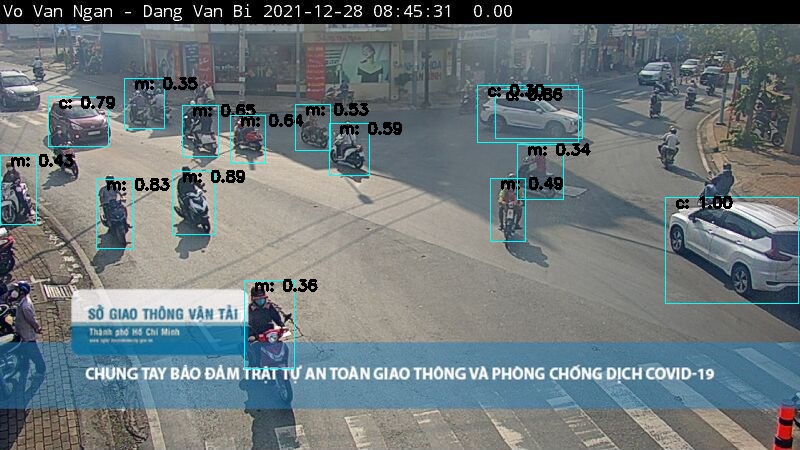 Vo Van Ngan - Dang Van Bi 2021-12-28 08:45:31 0.00
m: 0.35
c: 0.79
c: 0.30
m: 0.65
m: 0.64
m: 0.53
m: 0.59
m: 0.43
m: 0.34
m: 0.83
m: 0.89
m: 0.49
c: 1.00
m: 0.36
SỞ GIAO THÔNG VẬN TẢI
Thành phố Hồ Chí Minh
CHUNG TAY BẢO ĐẢM TRẬT TỰ AN TOÀN GIAO THÔNG VÀ PHÒNG CHỐNG DỊCH COVID-19